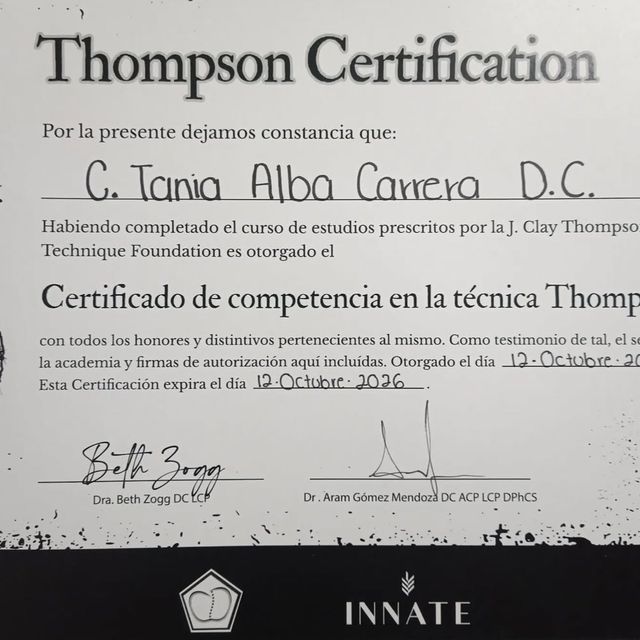 Thompson Certification
Por la presente dejamos constancia que:
C. Tania Alba Carrera D.C.
Habiendo completado el curso de estudios prescritos por la J. Clay Thompso
Technique Foundation es otorgado el
Certificado de competencia en la técnica Thomp
con todos los honores y distintivos pertenecientes al mismo. Como testimonio de tal, el se
la academia y firmas de autorización aquí incluídas. Otorgado el día 12·Octubre·20
Esta Certificación expira el día 12·Octubre·2026.
Beth Zogg
Dra. Beth Zogg DC LCP
Dr. Aram Gómez Mendoza DC ACP LCP DPhCS
INNATE